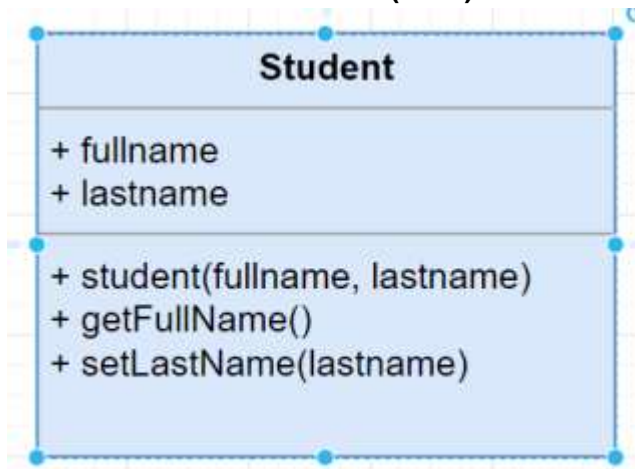 Student
+ fullname
+ lastname
+ student(fullname, lastname)
+ getFullName()
+ setLastName(lastname)